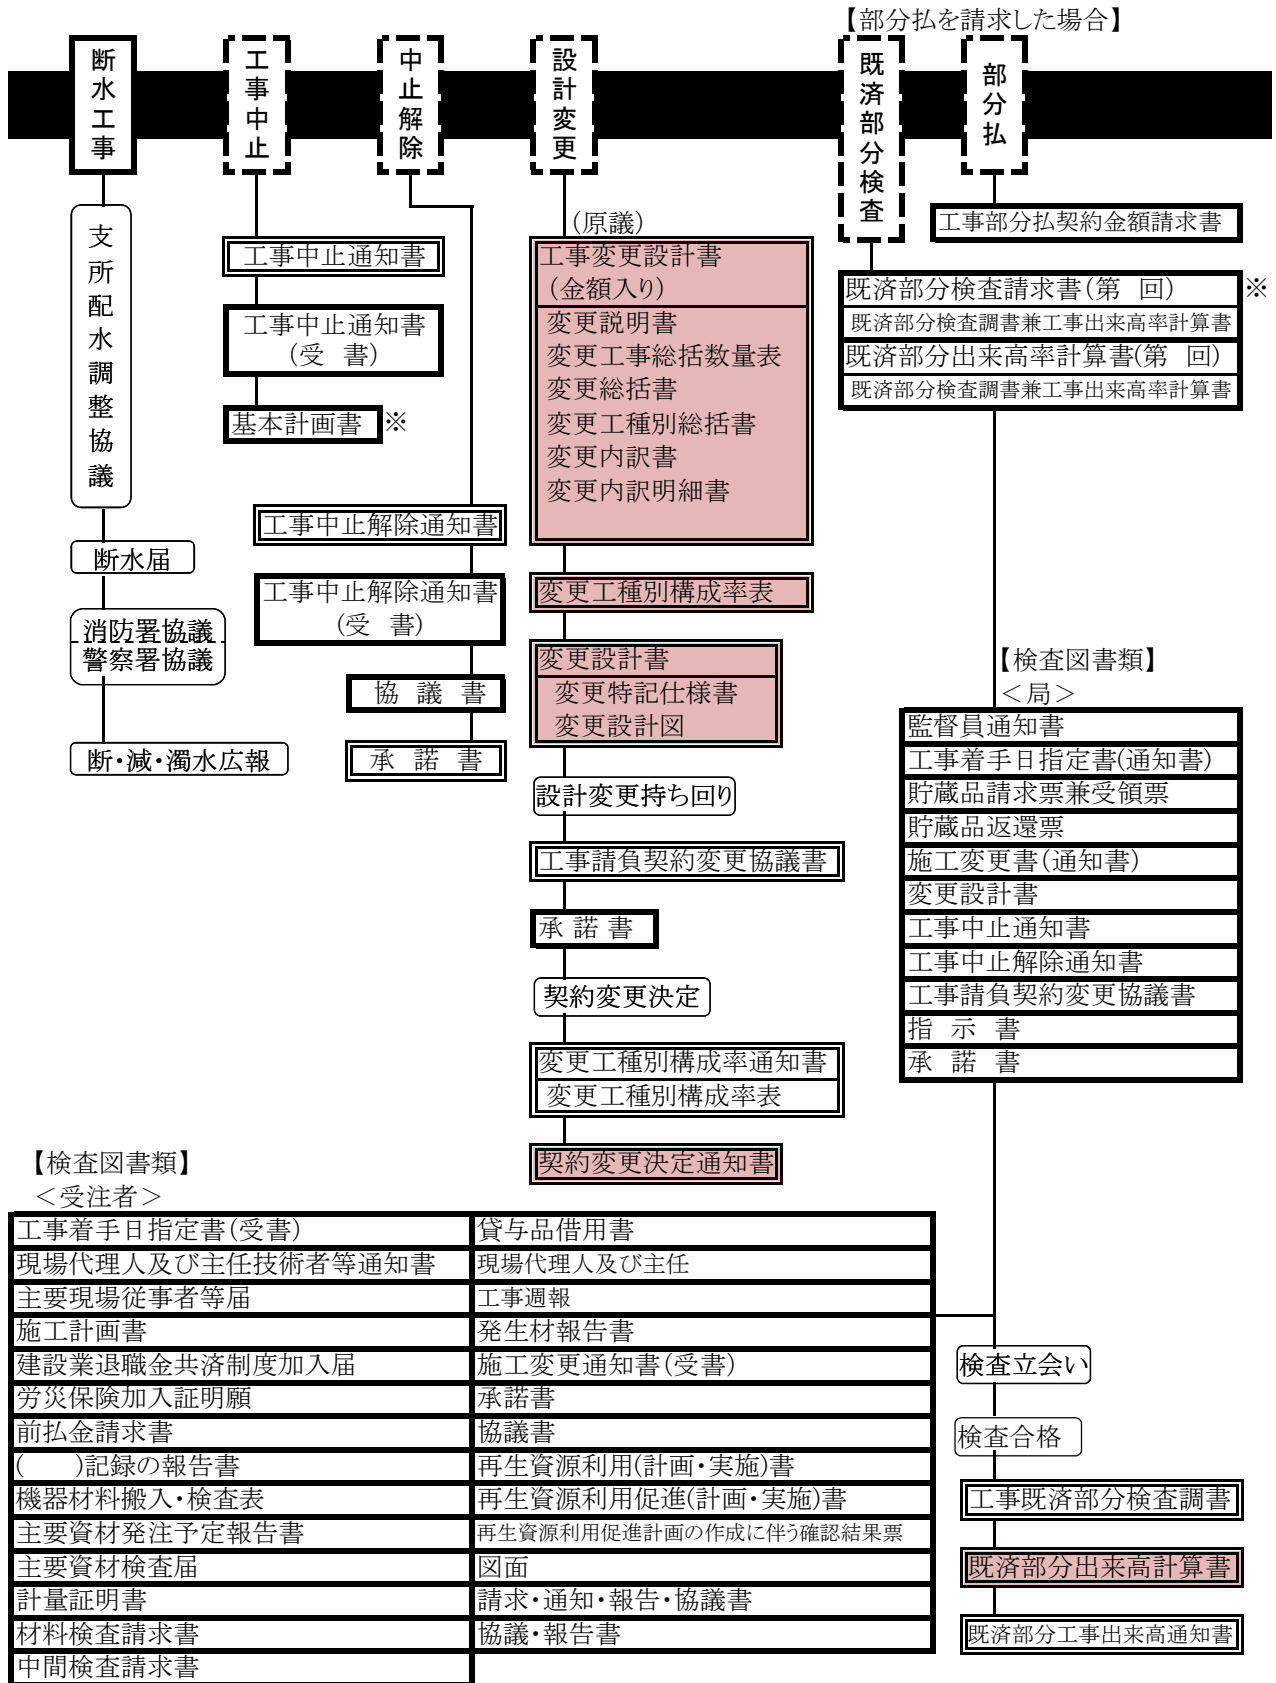 【部分払を請求した場合】
断水工事
工事中止
中止解除
設計変更
既済部分検査
部分払
支所配水調整協議
断水届
消防署協議
警察署協議
断・減・濁水広報
工事中止通知書
工事中止通知書
(受　書)
基本計画書 ※
工事中止解除通知書
工事中止解除通知書
(受　書)
協　議　書
承　諾　書
(原議)
工事変更設計書
(金額入り)
変更説明書
変更工事総括数量表
変更総括書
変更工種別総括書
変更内訳書
変更内訳明細書
変更工種別構成率表
変更設計書
変更特記仕様書
変更設計図
設計変更持ち回り
工事請負契約変更協議書
承 諾 書
契約変更決定
変更工種別構成率通知書
変更工種別構成率表
契約変更決定通知書
工事部分払契約金額請求書
既済部分検査請求書(第　回) ※
既済部分検査調書兼工事出来高率計算書
既済部分出来高率計算書(第　回)
既済部分検査調書兼工事出来高率計算書
【検査図書類】
＜局＞
監督員通知書
工事着手日指定書(通知書)
貯蔵品請求票兼受領票
貯蔵品返還票
施工変更書(通知書)
変更設計書
工事中止通知書
工事中止解除通知書
工事請負契約変更協議書
指　示　書
承　諾　書
【検査図書類】
＜受注者＞
工事着手日指定書(受書)
現場代理人及び主任技術者等通知書
主要現場従事者等届
施工計画書
建設業退職金共済制度加入届
労災保険加入証明願
前払金請求書
(　　)記録の報告書
機器材料搬入・検査表
主要資材発注予定報告書
主要資材検査届
計量証明書
材料検査請求書
中間検査請求書
貸与品借用書
現場代理人及び主任
工事週報
発生材報告書
施工変更通知書(受書)
承諾書
協議書
再生資源利用(計画・実施)書
再生資源利用促進(計画・実施)書
再生資源利用促進計画の作成に伴う確認結果票
図面
請求・通知・報告・協議書
協議・報告書
検査立会い
検査合格
工事既済部分検査調書
既済部分出来高計算書
既済部分工事出来高通知書